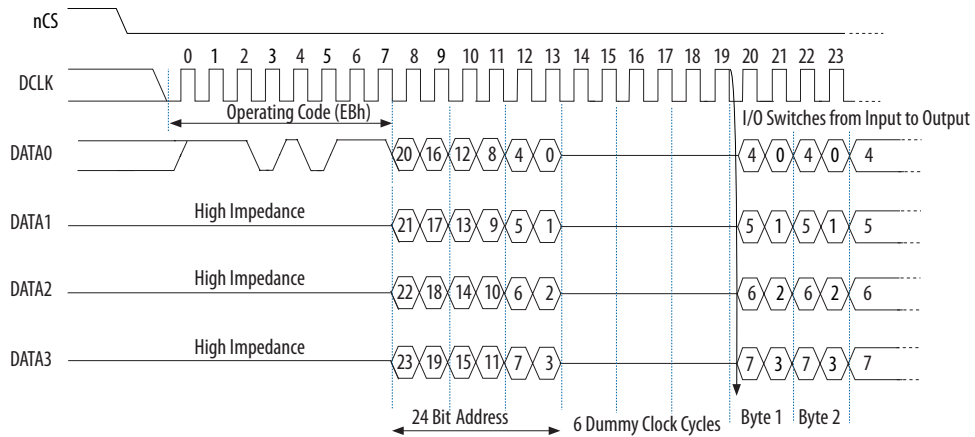 nCS
0 1 2 3 4 5 6 7 8 9 10 11 12 13 14 15 16 17 18 19 20 21 22 23
DCLK
Operating Code (EBh)
I/O Switches from Input to Output
DATA0
20 16 12 8 4 0 4 0 4 0 4
DATA1 High Impedance 21 17 13 9 5 1 5 1 5 1 5
DATA2 High Impedance 22 18 14 10 6 2 6 2 6 2 6
DATA3 High Impedance 23 19 15 11 7 3 7 3 7 3 7
24 Bit Address 6 Dummy Clock Cycles Byte 1 Byte 2